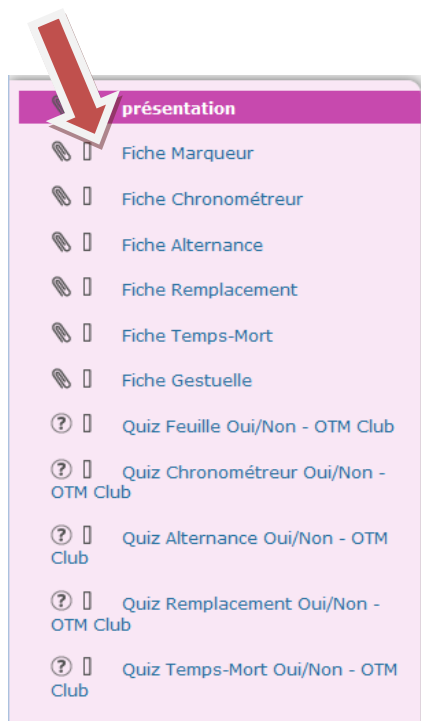 présentation
Fiche Marqueur
Fiche Chronométreur
Fiche Alternance
Fiche Remplacement
Fiche Temps-Mort
Fiche Gestuelle
Quiz Feuille Oui/Non - OTM Club
Quiz Chronométreur Oui/Non -
OTM Club
Quiz Alternance Oui/Non - OTM
Club
Quiz Remplacement Oui/Non -
OTM Club
Quiz Temps-Mort Oui/Non - OTM
Club